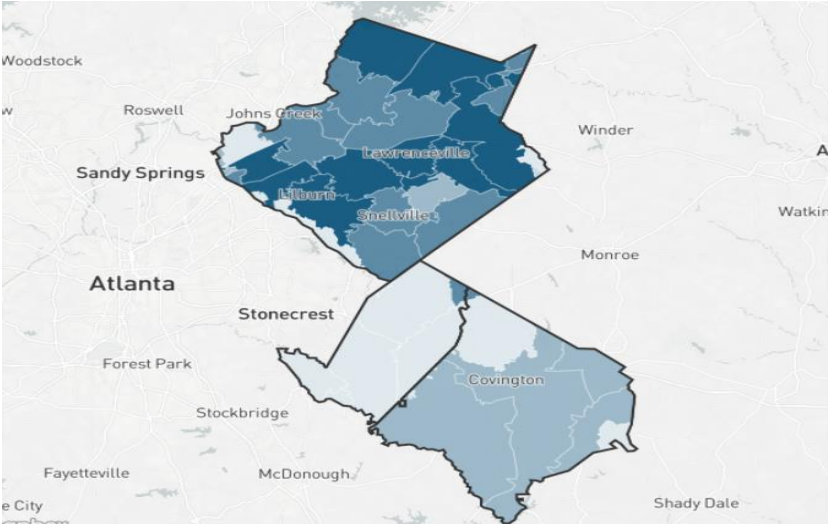 Woodstock
w
Roswell
Johns Creek
Winder
A
Lawrenceville
Sandy Springs
Lilburn
Snellville
Watkin
Monroe
Atlanta
Stonecrest
Forest Park
Covington
Stockbridge
Fayetteville
McDonough
e City
Shady Dale